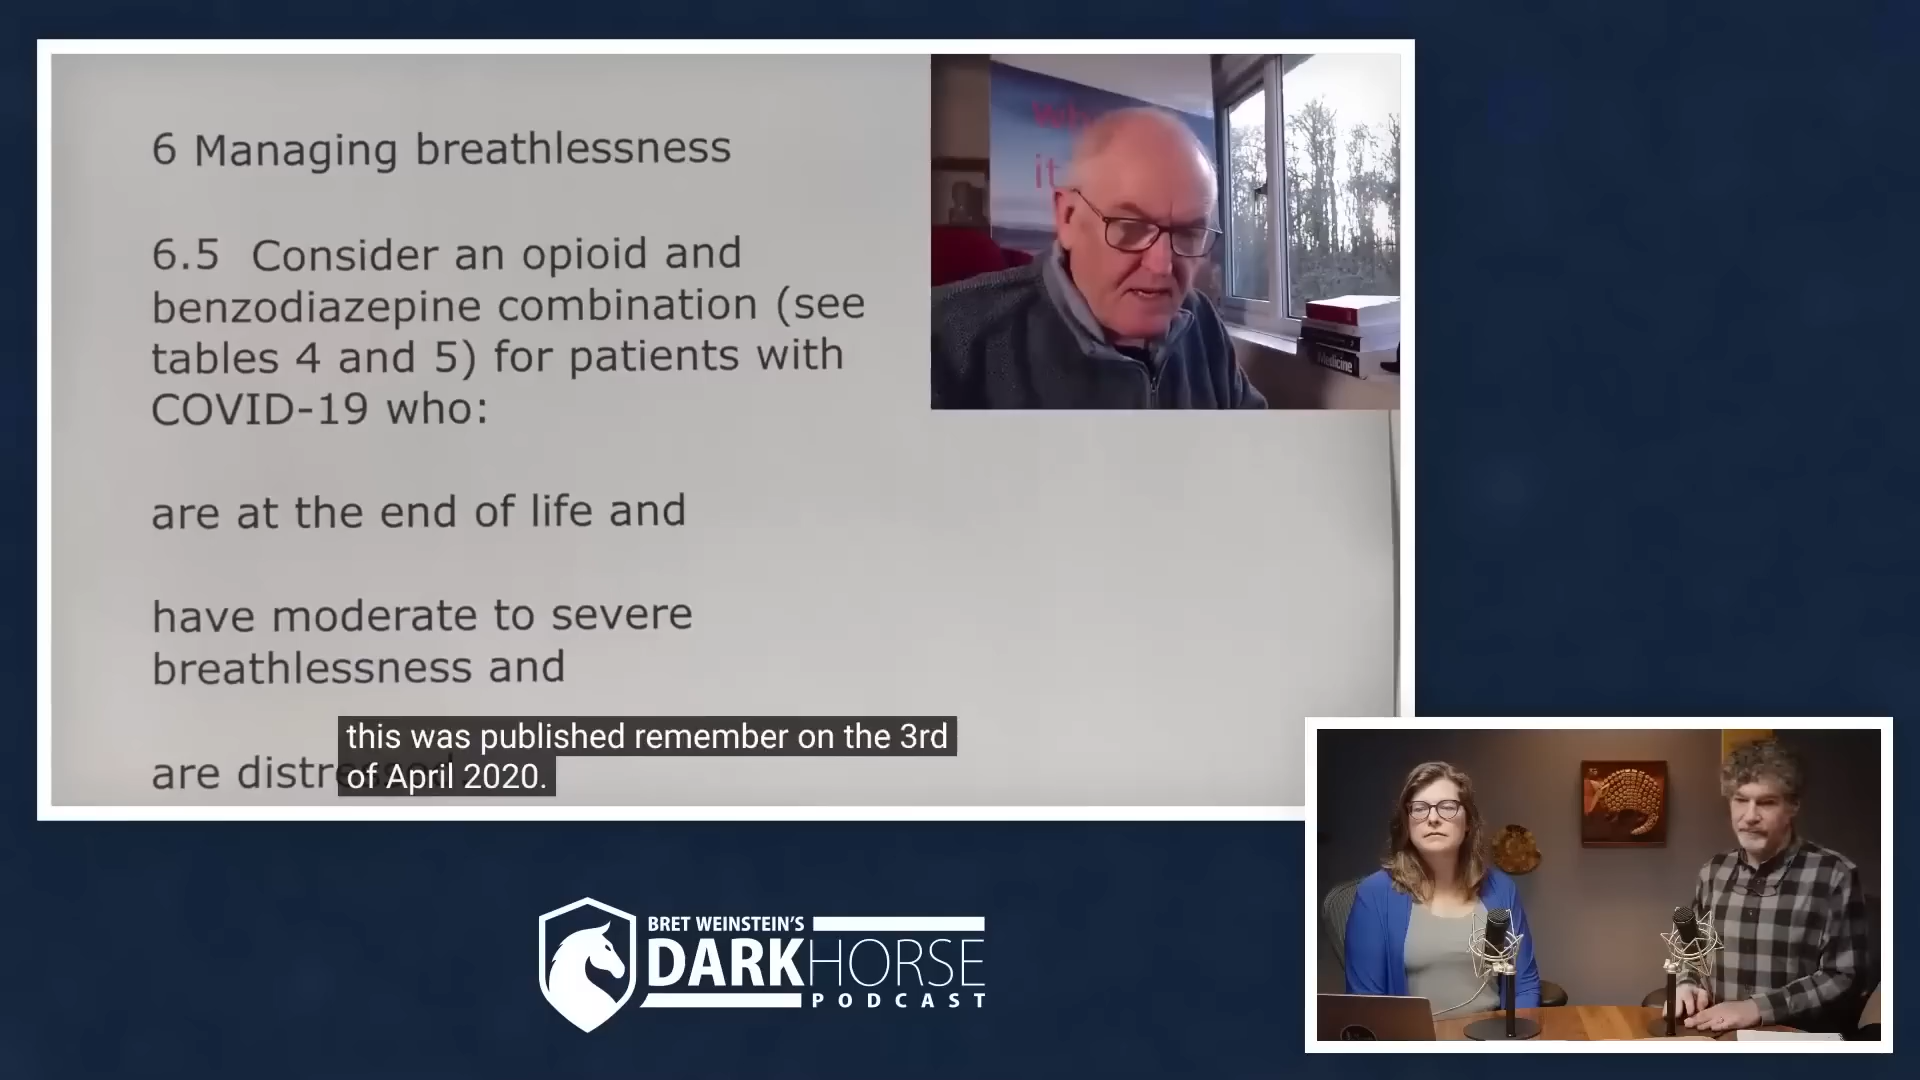 6 Managing breathlessness
6.5 Consider an opioid and
benzodiazepine combination (see
tables 4 and 5) for patients with
COVID-19 who:
are at the end of life and
have moderate to severe
breathlessness and
are
this was published remember on the 3rd
of April 2020.
it
Medicine
BRET WEINSTEIN'S
DARKHORSE
PODCAST